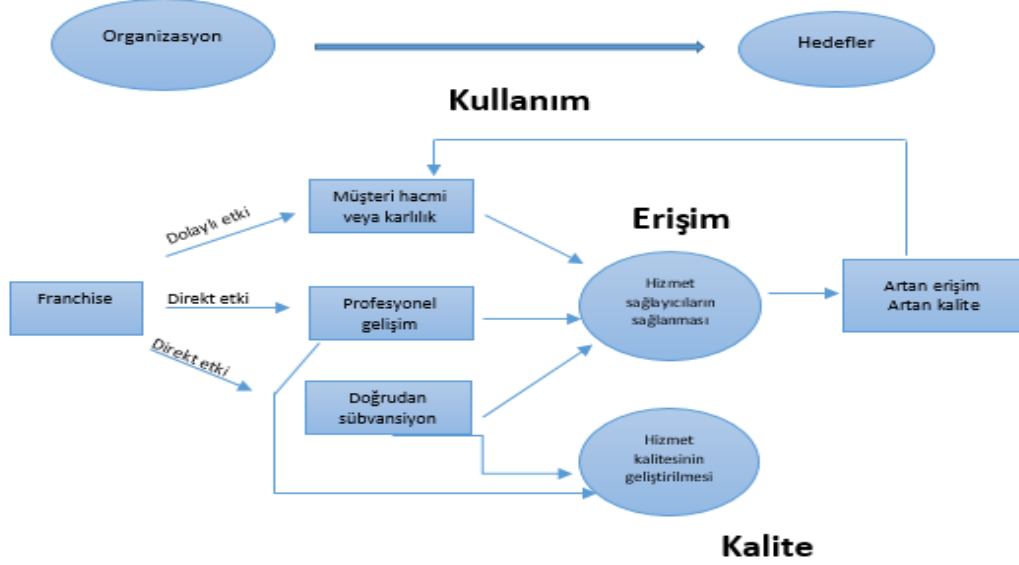 Organizasyon
Hedefler
Kullanım
Müşteri hacmi
veya karlılık
Dolaylı etki
Erişim
Franchise
Direkt etki
Profesyonel
gelişim
Hizmet
sağlayıcıların
sağlanması
Artan erişim
Artan kalite
Direkt etki
Doğrudan
sübvansiyon
Hizmet
kalitesinin
geliştirilmesi
Kalite